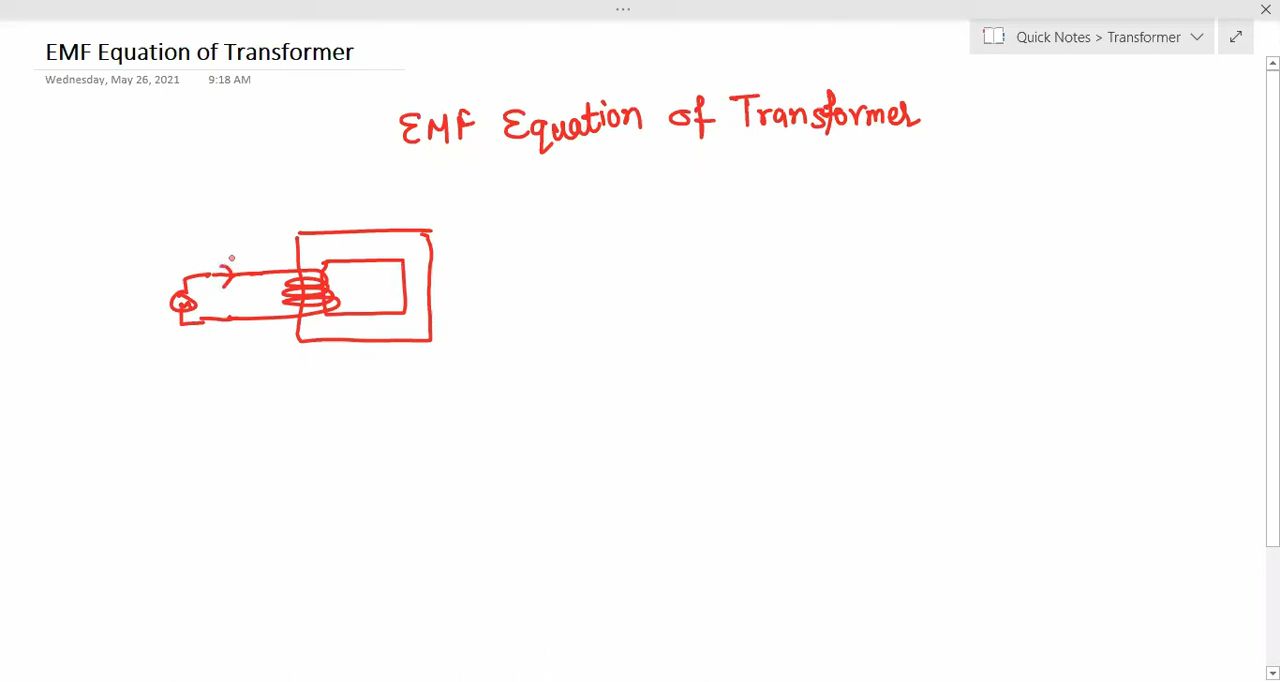 Quick Notes > Transformer
EMF Equation of Transformer
Wednesday, May 26, 2021 9:18 AM
EMF Equation of Transformer